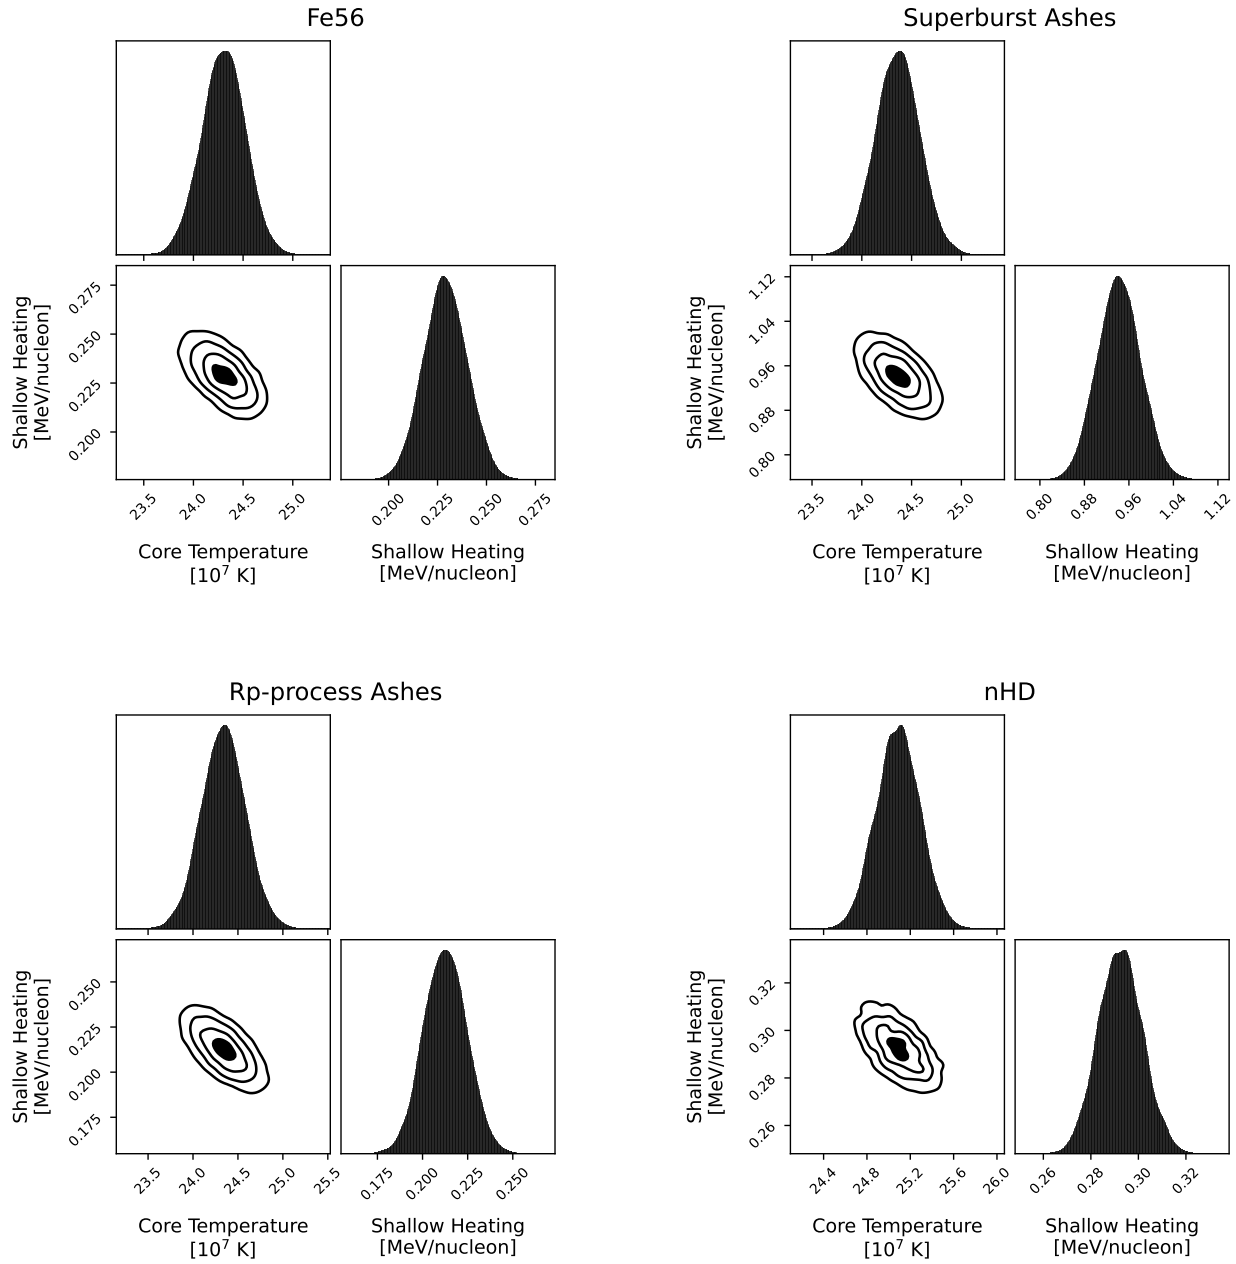 Fe56
Superburst Ashes
Shallow Heating
[MeV/nucleon]
0.275
0.250
0.225
0.200
23.5
24.0
24.5
25.0
Core Temperature
[10⁷ K]
0.200
0.225
0.250
0.275
Shallow Heating
[MeV/nucleon]
Shallow Heating
[MeV/nucleon]
1.12
1.04
0.96
0.88
0.80
23.5
24.0
24.5
25.0
Core Temperature
[10⁷ K]
0.80
0.88
0.96
1.04
1.12
Shallow Heating
[MeV/nucleon]
Rp-process Ashes
nHD
Shallow Heating
[MeV/nucleon]
0.250
0.225
0.200
0.175
23.5
24.0
24.5
25.0
25.5
Core Temperature
[10⁷ K]
0.175
0.200
0.225
0.250
Shallow Heating
[MeV/nucleon]
Shallow Heating
[MeV/nucleon]
0.32
0.30
0.28
0.26
24.4
24.8
25.2
25.6
26.0
Core Temperature
[10⁷ K]
0.26
0.28
0.30
0.32
Shallow Heating
[MeV/nucleon]